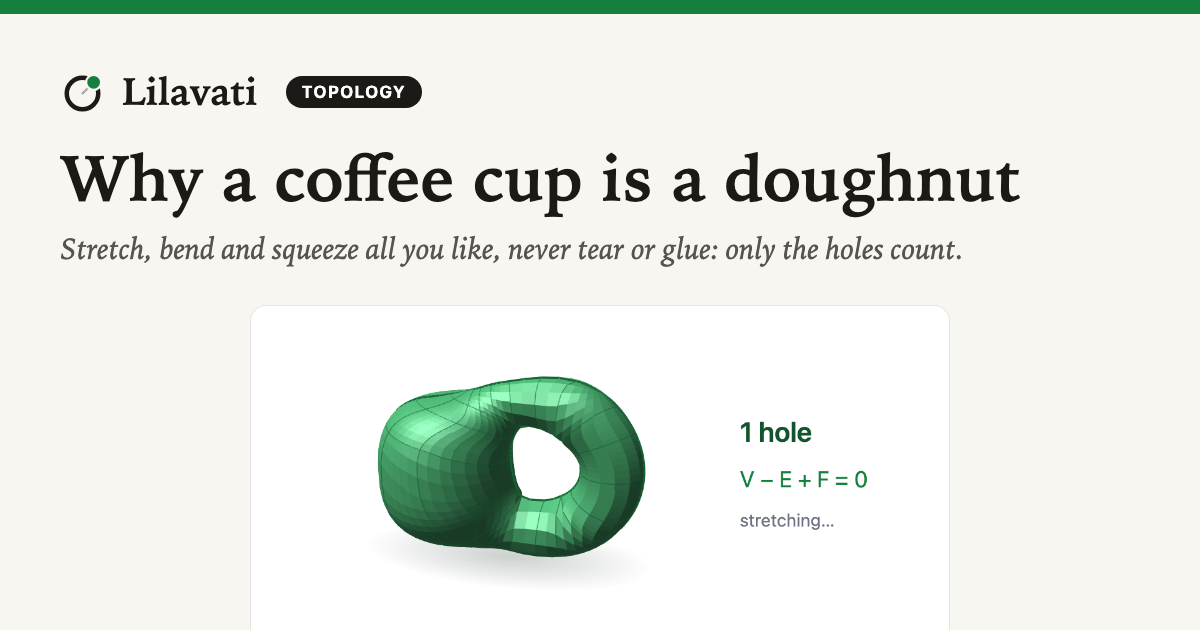 Lilavati TOPOLOGY
Why a coffee cup is a doughnut
Stretch, bend and squeeze all you like, never tear or glue: only the holes count.
1 hole
V – E + F = 0
stretching...